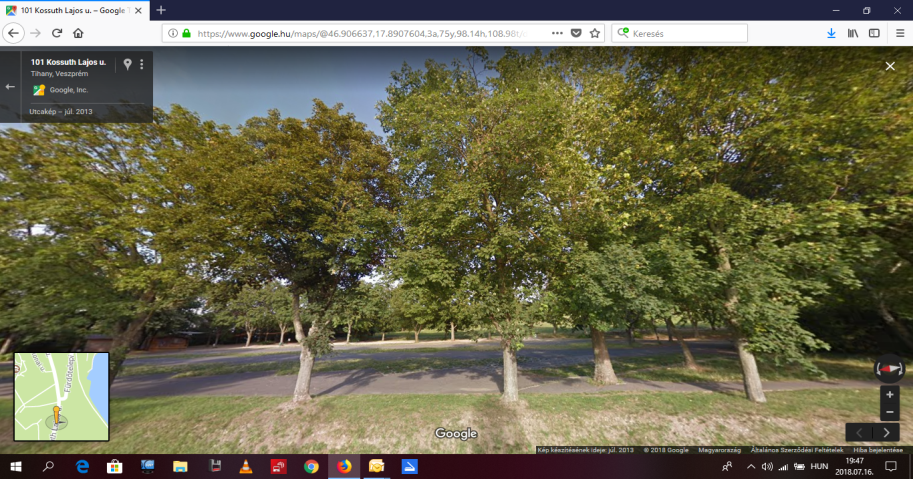 101 Kossuth Lajos u. – Google T
https://www.google.hu/maps/@46.906637,17.8907604,3a,75y,98.14h,108.98t/
Keresés
101 Kossuth Lajos u.
Tihany, Veszprém
Google, Inc.
Utcakép – júl. 2013
Google
Kép készítésének ideje: júl. 2013 © 2018 Google Magyarország Általános Szerződési Feltételek Hiba bejelentése
HUN
19:47
2018.07.16.